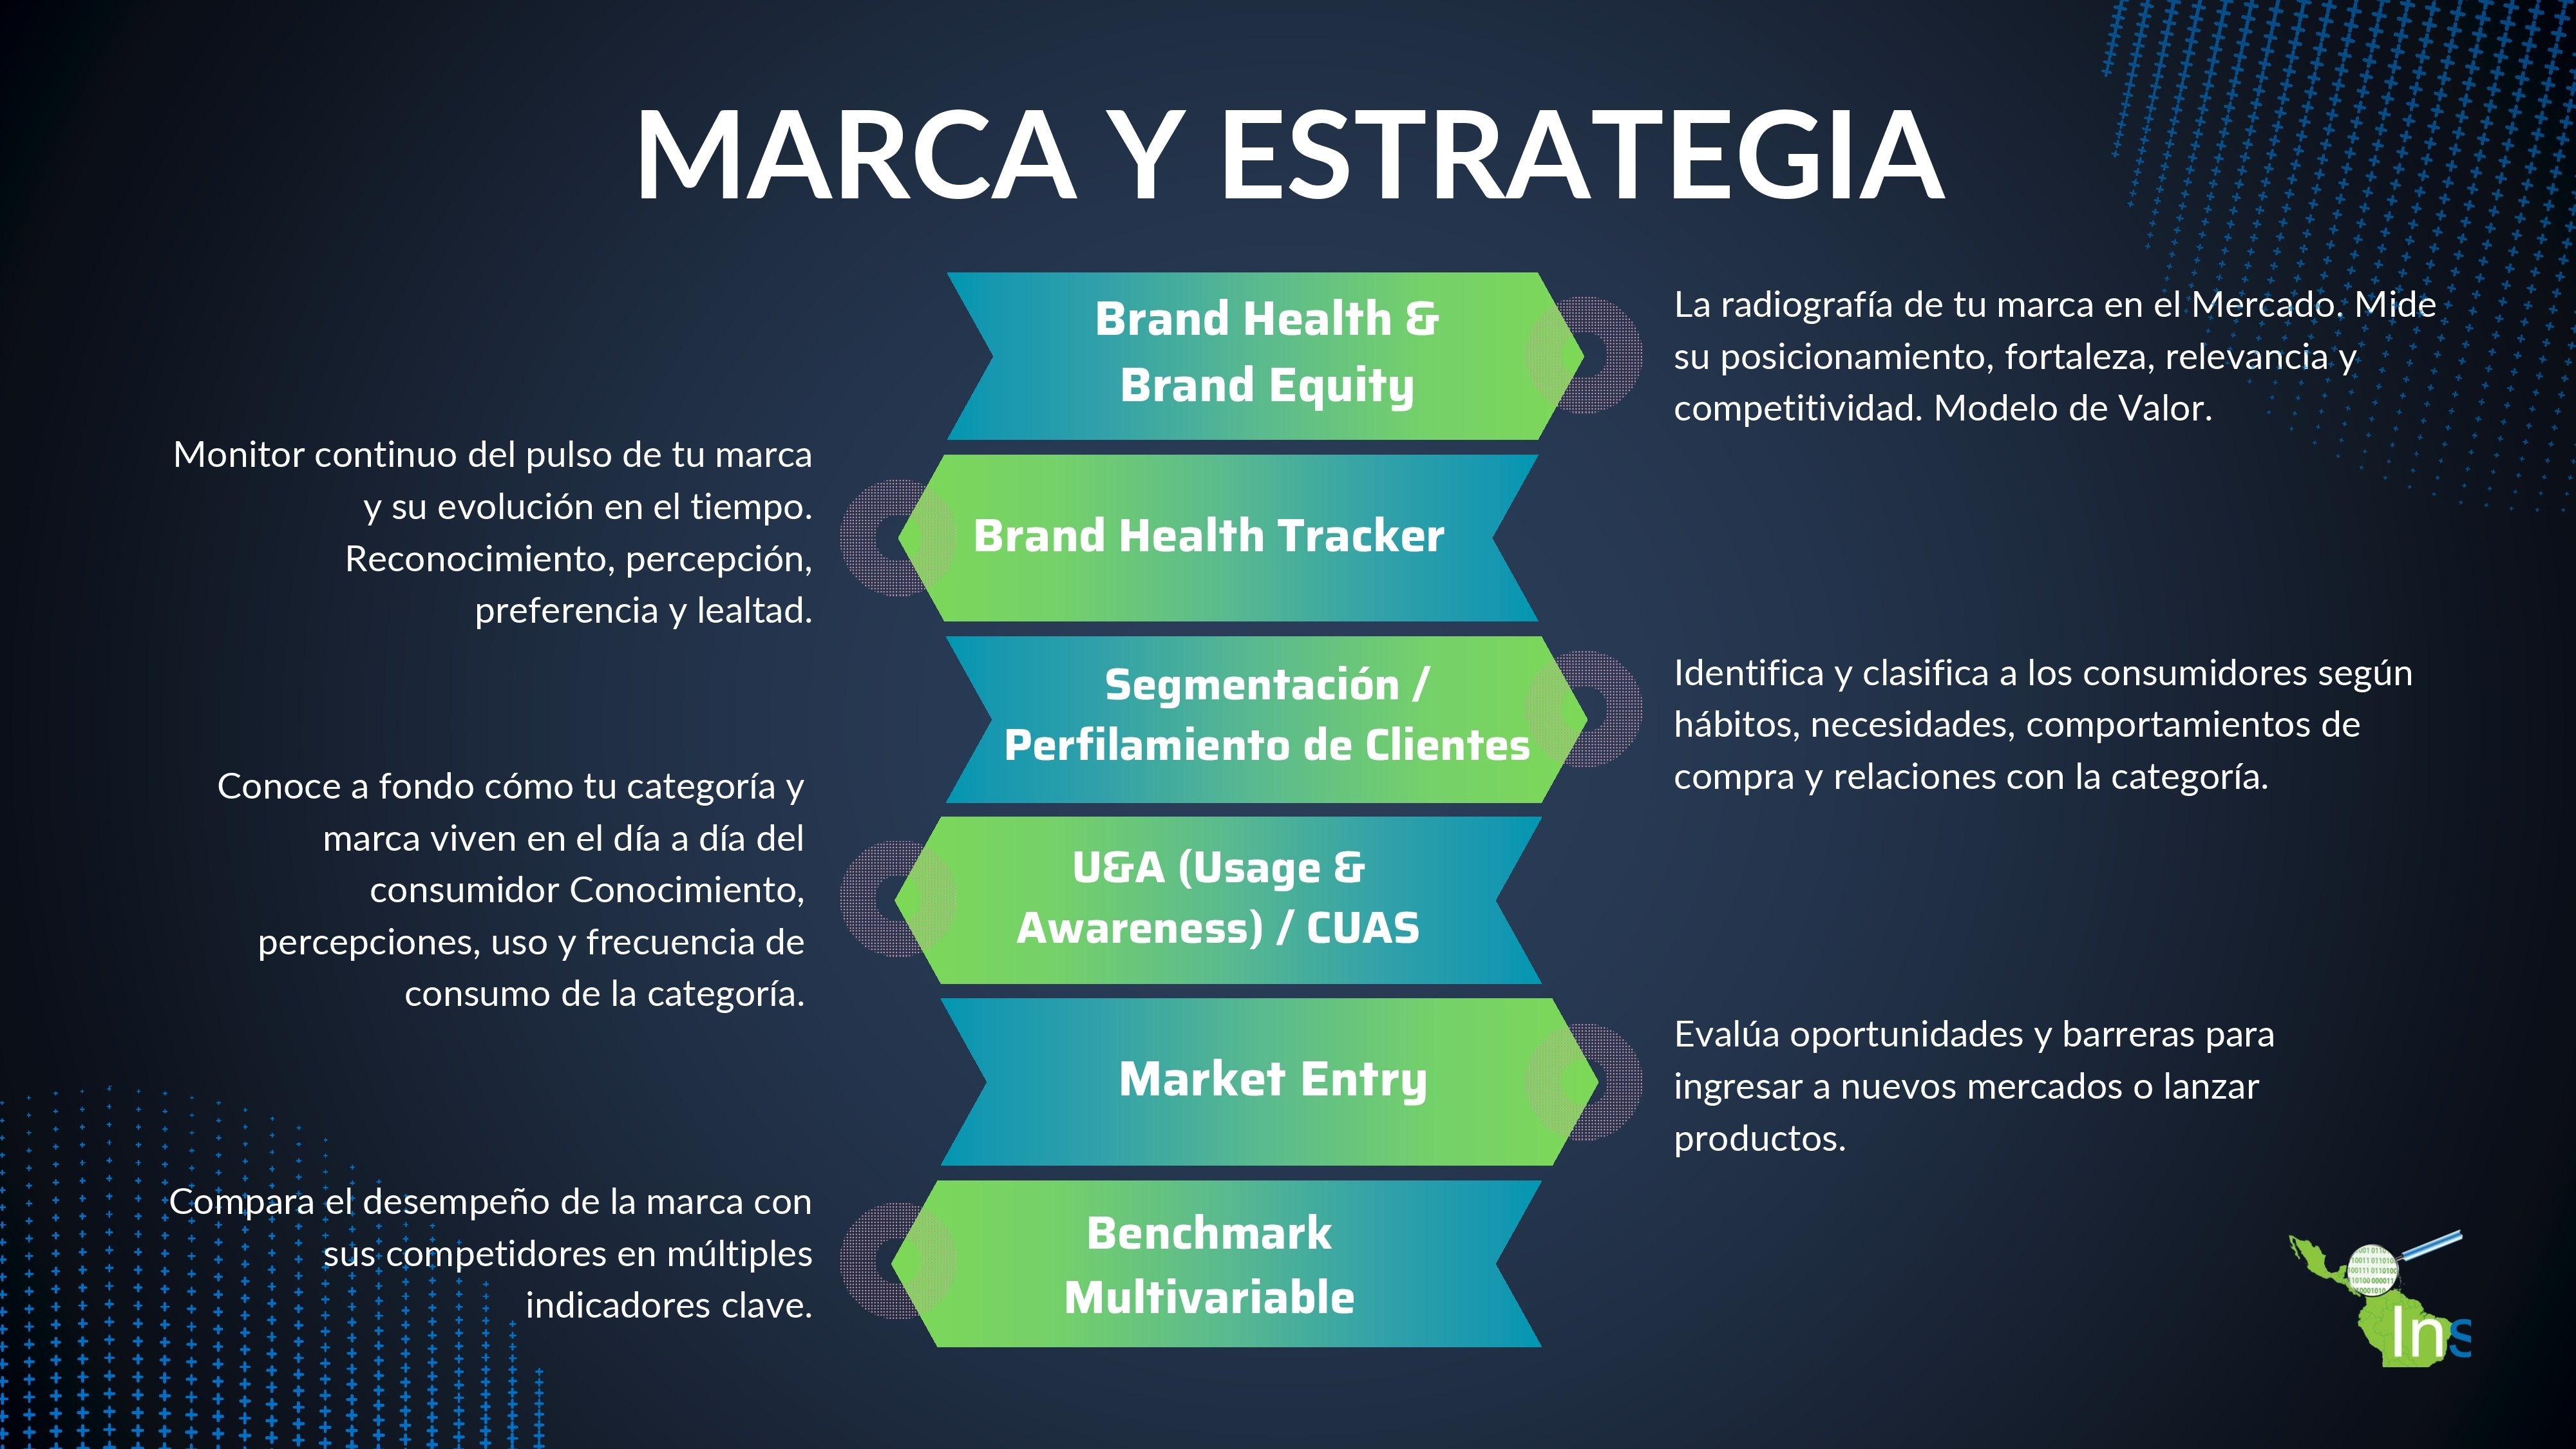 MARCA Y ESTRATEGIA
Brand Health &
Brand Equity
La radiografía de tu marca en el Mercado. Mide
su posicionamiento, fortaleza, relevancia y
competitividad. Modelo de Valor.
Monitor continuo del pulso de tu marca
y su evolución en el tiempo.
Reconocimiento, percepción,
preferencia y lealtad.
Brand Health Tracker
Segmentación /
Perfilamiento de Clientes
Identifica y clasifica a los consumidores según
hábitos, necesidades, comportamientos de
compra y relaciones con la categoría.
Conoce a fondo cómo tu categoría y
marca viven en el día a día del
consumidor Conocimiento,
percepciones, uso y frecuencia de
consumo de la categoría.
U&A (Usage &
Awareness) / CUAS
Market Entry
Evalúa oportunidades y barreras para
ingresar a nuevos mercados o lanzar
productos.
Compara el desempeño de la marca con
sus competidores en múltiples
indicadores clave.
Benchmark
Multivariable
Ins